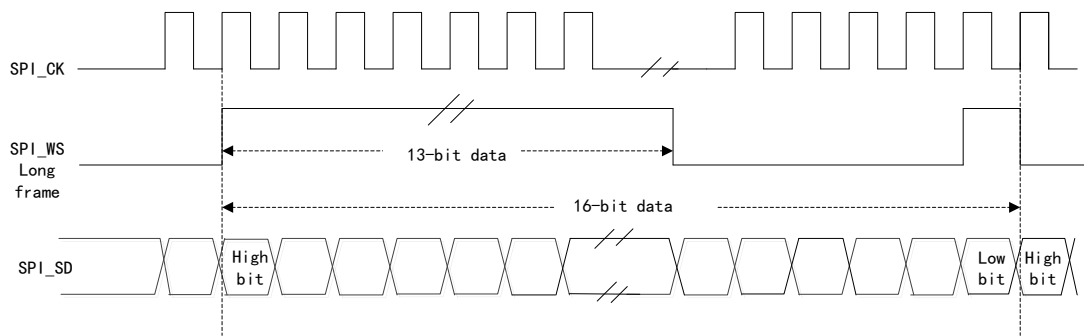 SPI_CK
SPI_WS
Long
frame
13-bit data
16-bit data
SPI_SD
High
bit
Low
bit
High
bit